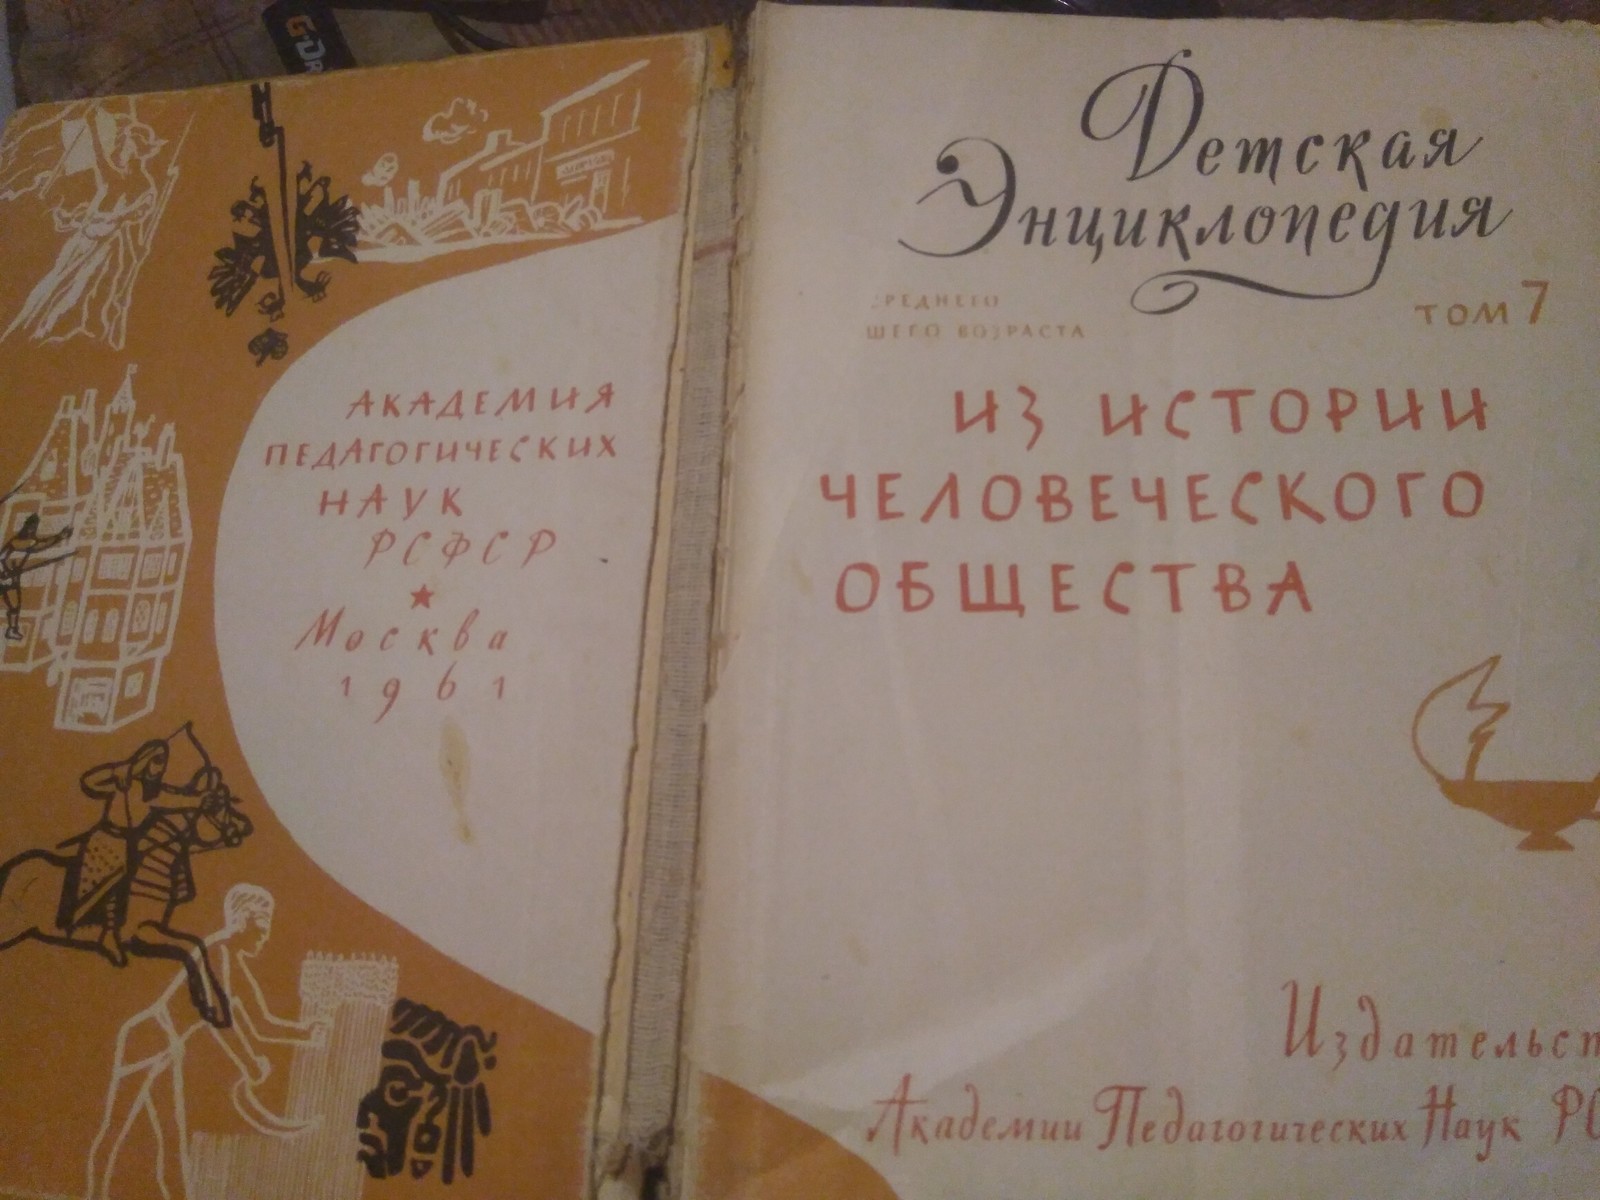 АКАДЕМИЯ
ПЕДАГОГИЧЕСКИХ
НАУК
РСФСР
Москва
1961
Детская
Энциклопедия
РЕДНЕГО
ШЕГО ВОЗРАСТА
ТОМ 7
ИЗ ИСТОРИИ
ЧЕЛОВЕЧЕСКОГО
ОБЩЕСТВА
Издательст
Академии Педагогических Наук РС